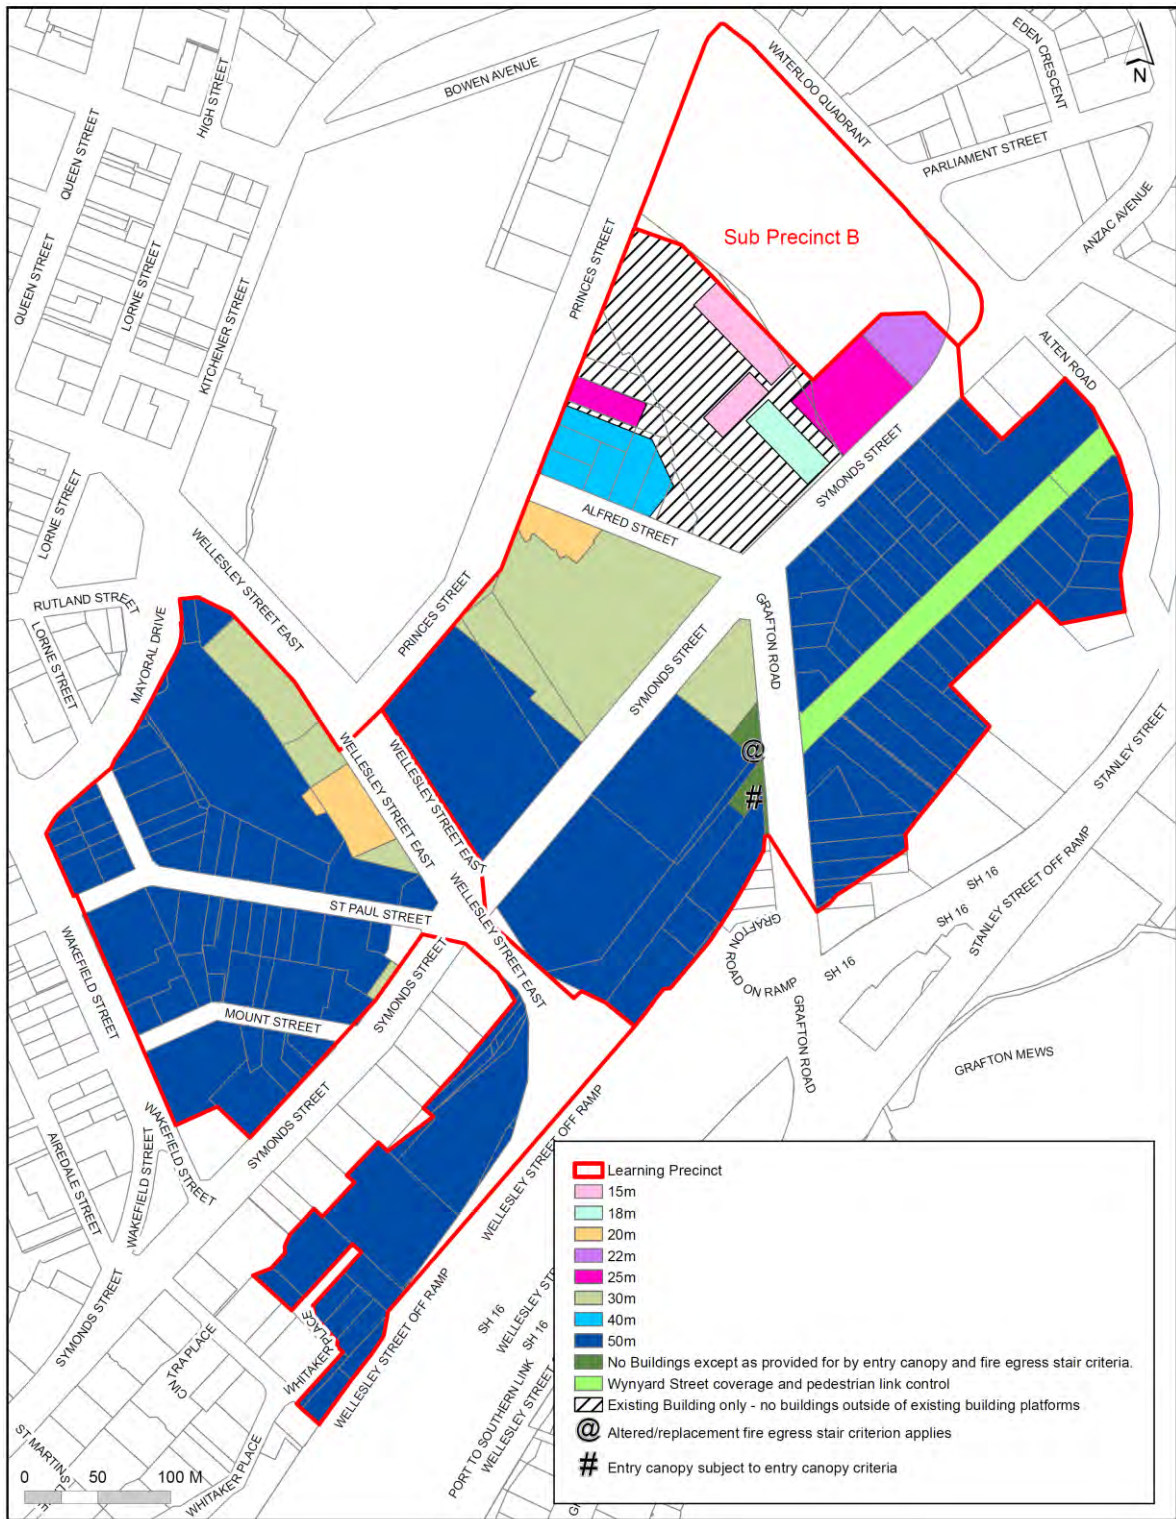 EDEN CRESCENT
WATERLOO QUADRANT
BOWEN AVENUE
HIGH STREET
N
PARLIAMENT STREET
QUEEN STREET
ANZAC AVENUE
PRINCES STREET
Sub Precinct B
QUEEN STREET
LORNE STREET
KITCHENER STREET
ALTEN ROAD
SYMONDS STREET
LORNE STREET
ALFRED STREET
WELLESLEY STREET EAST
RUTLAND STREET
LORNE STREET
MAYORAL DRIVE
PRINCES STREET
GRAFTON ROAD
SYMONDS STREET
@
#
STANLEY STREET
WELLESLEY STREET EAST
WELLESLEY STREET EAST
STANLEY STREET OFF RAMP
SH 16
SH 16
SH 16
ST PAUL STREET
WELLESLEY STREET EAST
GRAFTON
ROAD ON RAMP
GRAFTON ROAD
WAKEFIELD STREET
SYMONDS STREET
MOUNT STREET
GRAFTON MEWS
SYMONDS STREET
WAKEFIELD STREET
WAKEFIELD STREET
AIREDALE STREET
WELLESLEY STREET OFF RAMP
SYMONDS STREET
CINTRA PLACE
WHITAKER PLACE
WELLESLEY STREET OFF RAMP
SH 16
SH 16
WELLESLEY STR
PORT TO SOUTHERN LINK
WELLESLEY STREET
ST MARTINS
WHITAKER PLACE
0 50 100 M
Learning Precinct
15m
18m
20m
22m
25m
30m
40m
50m
No Buildings except as provided for by entry canopy and fire egress stair criteria.
Wynyard Street coverage and pedestrian link control
Existing Building only - no buildings outside of existing building platforms
@ Altered/replacement fire egress stair criterion applies
# Entry canopy subject to entry canopy criteria